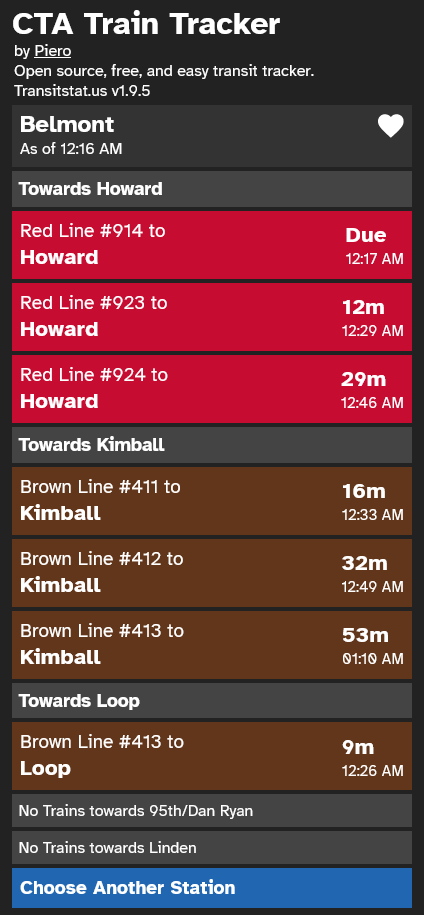 CTA Train Tracker
by Piero
Open source, free, and easy transit tracker.
Transitstat.us v1.9.5
Belmont
As of 12:16 AM
Towards Howard
Red Line #914 to
Howard
Due
12:17 AM
Red Line #923 to
Howard
12m
12:29 AM
Red Line #924 to
Howard
29m
12:46 AM
Towards Kimball
Brown Line #411 to
Kimball
16m
12:33 AM
Brown Line #412 to
Kimball
32m
12:49 AM
Brown Line #413 to
Kimball
53m
01:10 AM
Towards Loop
Brown Line #413 to
Loop
9m
12:26 AM
No Trains towards 95th/Dan Ryan
No Trains towards Linden
Choose Another Station